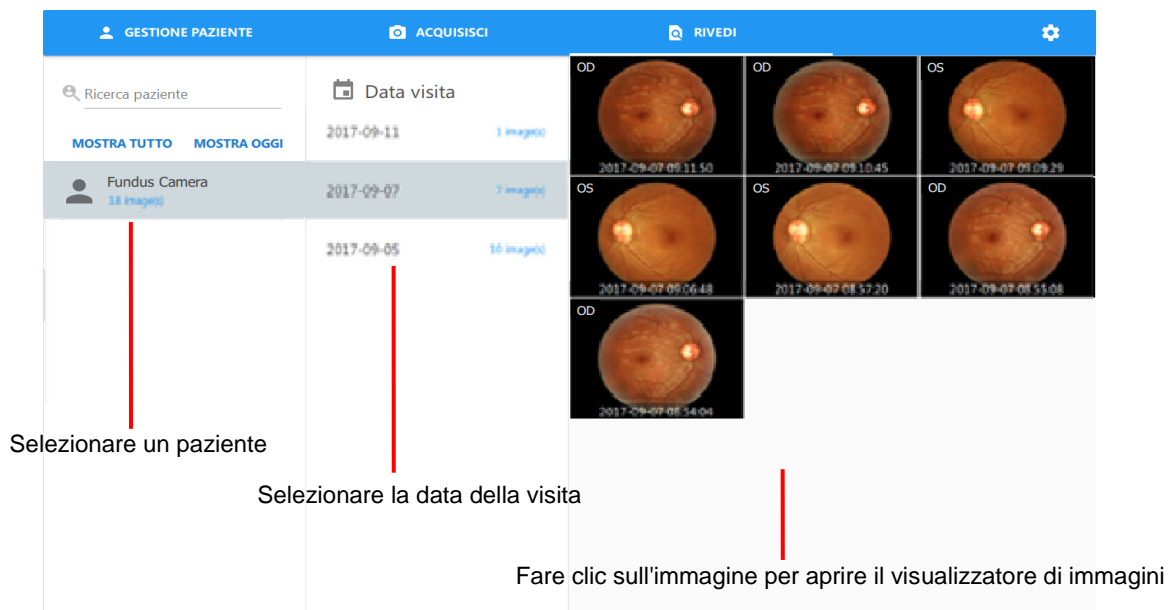 GESTIONE PAZIENTE
ACQUISISCI
RIVEDI
Ricerca paziente
MOSTRA TUTTO MOSTRA OGGI
Fundus Camera
18 image(s)
Data visita
2017-09-11 1 image(s)
2017-09-07 7 image(s)
2017-09-05 10 image(s)
OD
2017-09-07 09:11:50
OD
2017-09-07 09:10:45
OS
2017-09-07 09:09:29
OS
2017-09-07 09:06:48
OS
2017-09-07 08:57:20
OD
2017-09-07 08:55:08
OD
2017-09-07 08:54:04
Selezionare un paziente
Selezionare la data della visita
Fare clic sull'immagine per aprire il visualizzatore di immagini